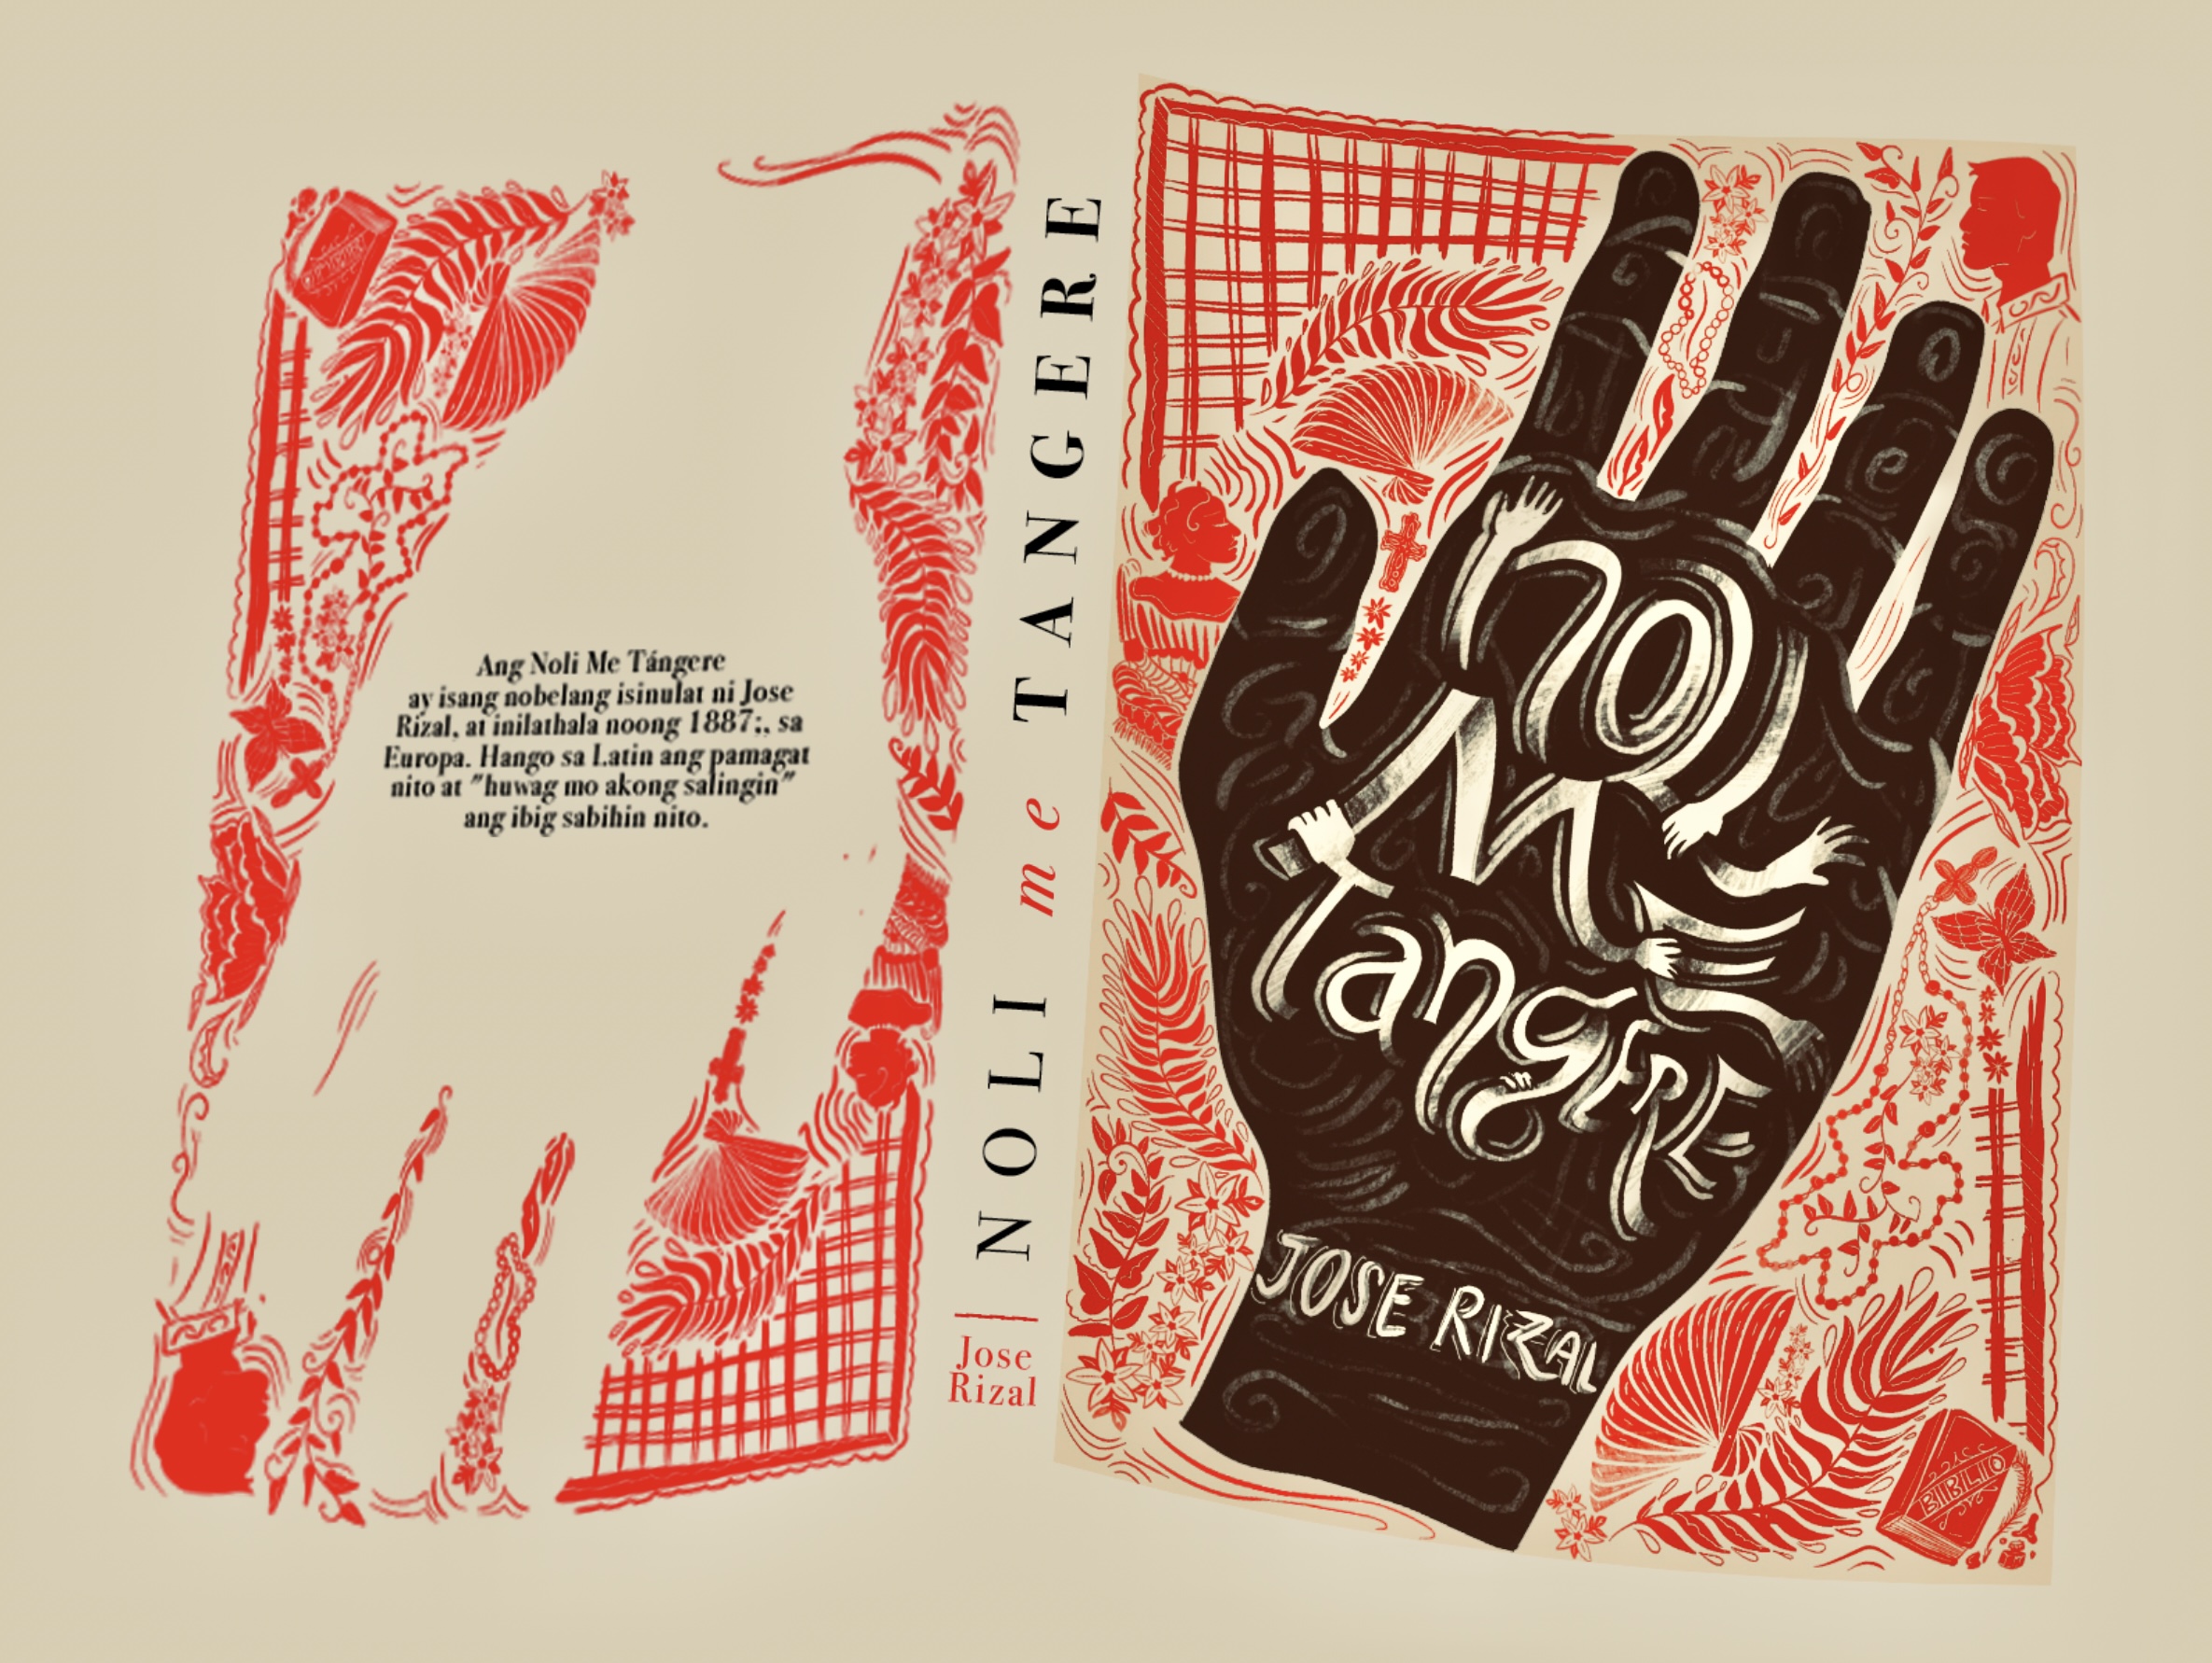 Ang Noli Me Tángere
ay isang nobelang isinulat ni Jose
Rizal, at inilathala noong 1887;, sa
Europa. Hango sa Latin ang pamagat
nito at "huwag mo akong salingin"
ang ibig sabihin nito.
NOLI me TANGERE
Jose
Rizal
noli
ME
TangERE
JOSE RIZAL
BIBLIIO